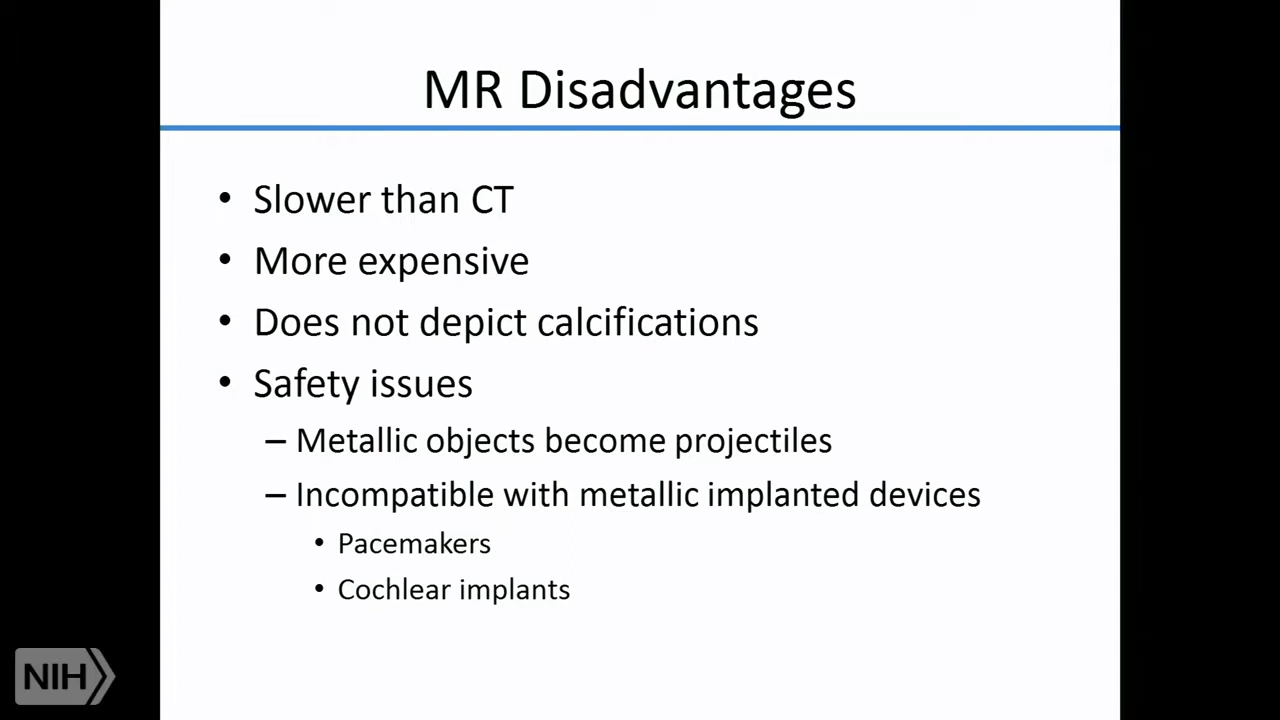 MR Disadvantages
• Slower than CT
• More expensive
• Does not depict calcifications
• Safety issues
– Metallic objects become projectiles
– Incompatible with metallic implanted devices
• Pacemakers
• Cochlear implants
NIH